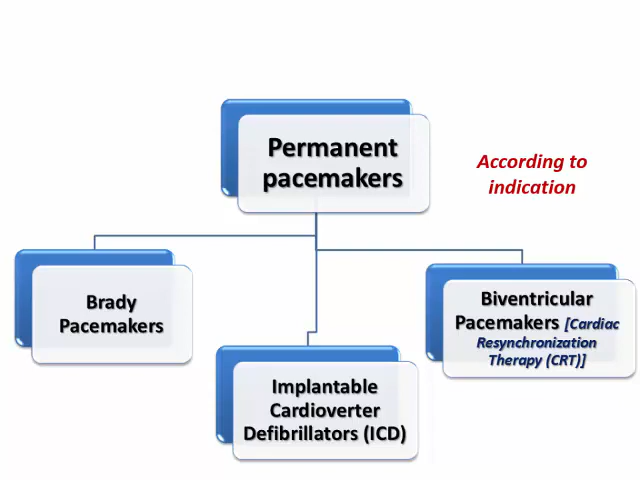 Permanent
pacemakers
According to
indication
Brady
Pacemakers
Implantable
Cardioverter
Defibrillators (ICD)
Biventricular
Pacemakers [Cardiac
Resynchronization
Therapy (CRT)]